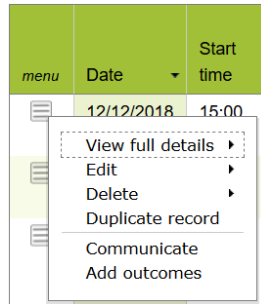 Start
menu Date time
12/12/2018 15:00
View full details
Edit
Delete
Duplicate record
Communicate
Add outcomes